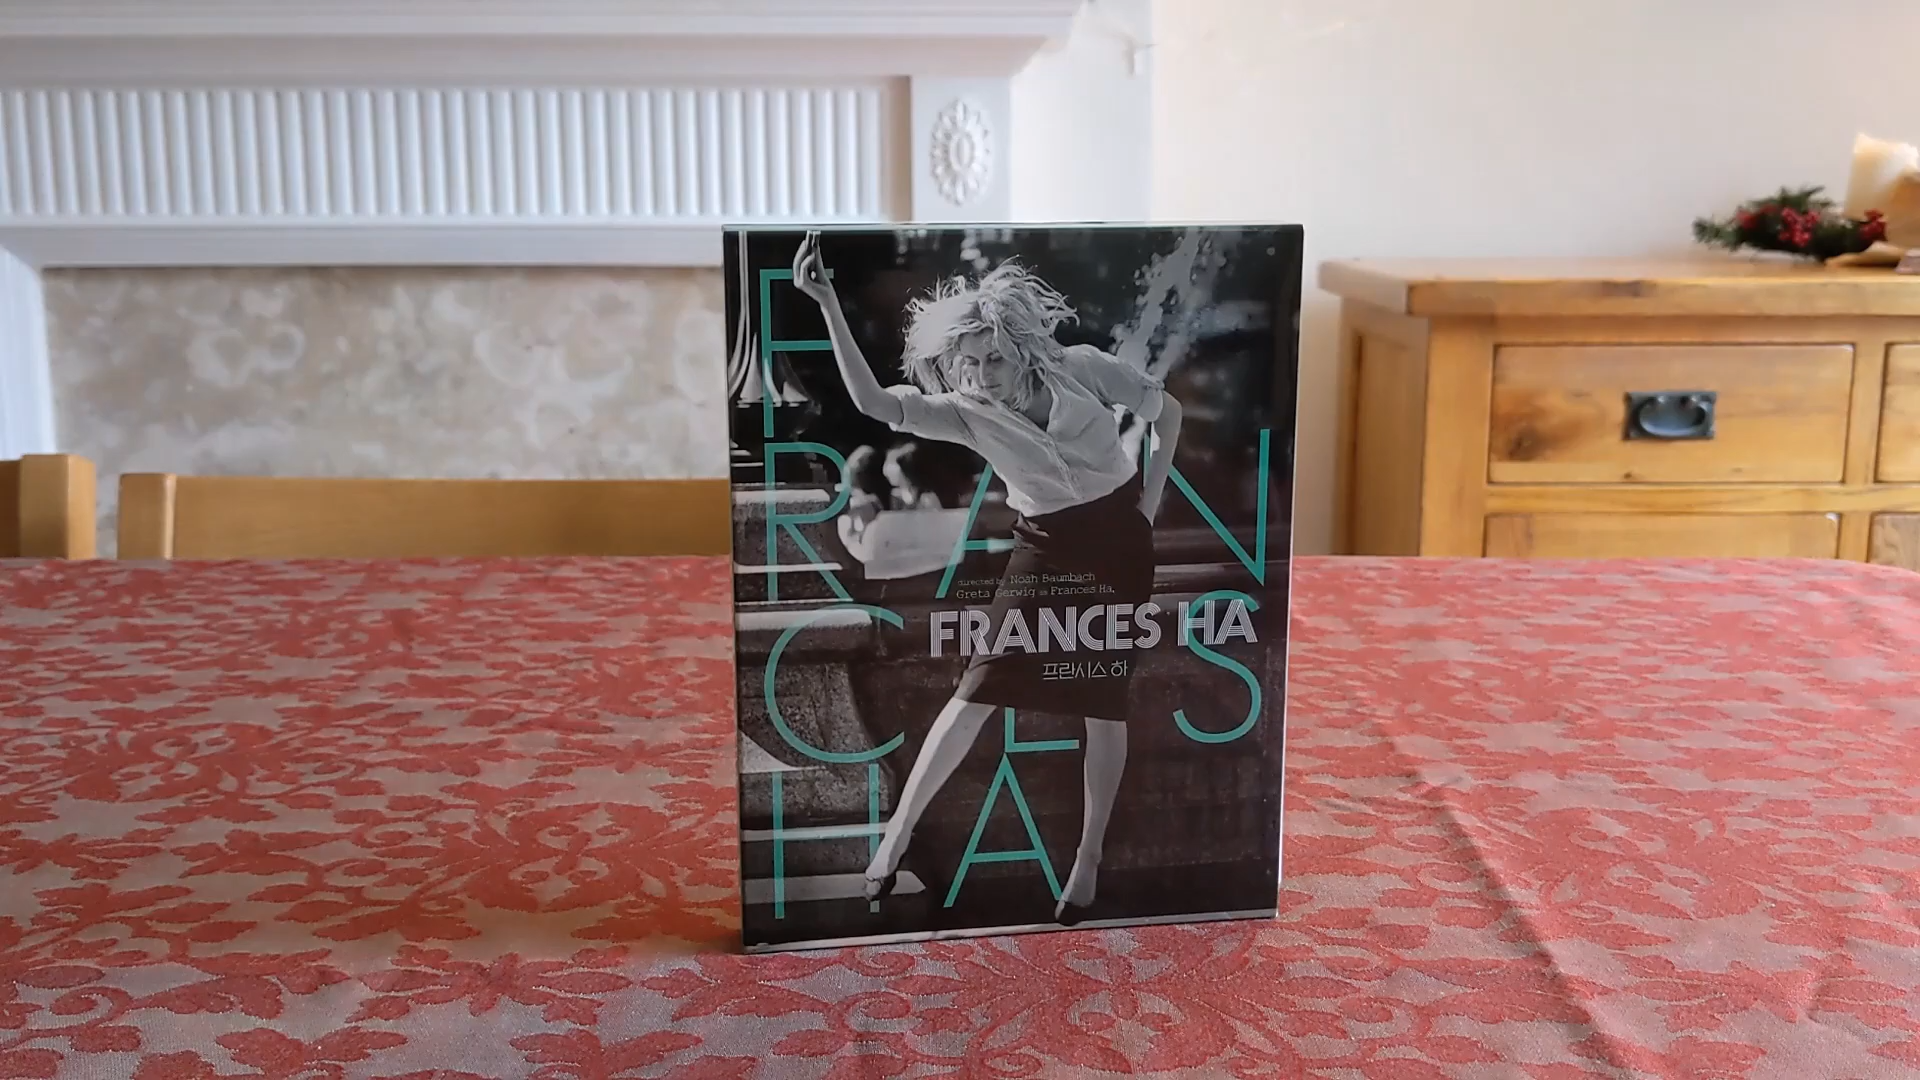 FRANCES HA
directed by Noah Baumbach
Greta Gerwig as Frances Ha.
FRANCES HA
프란시스 하